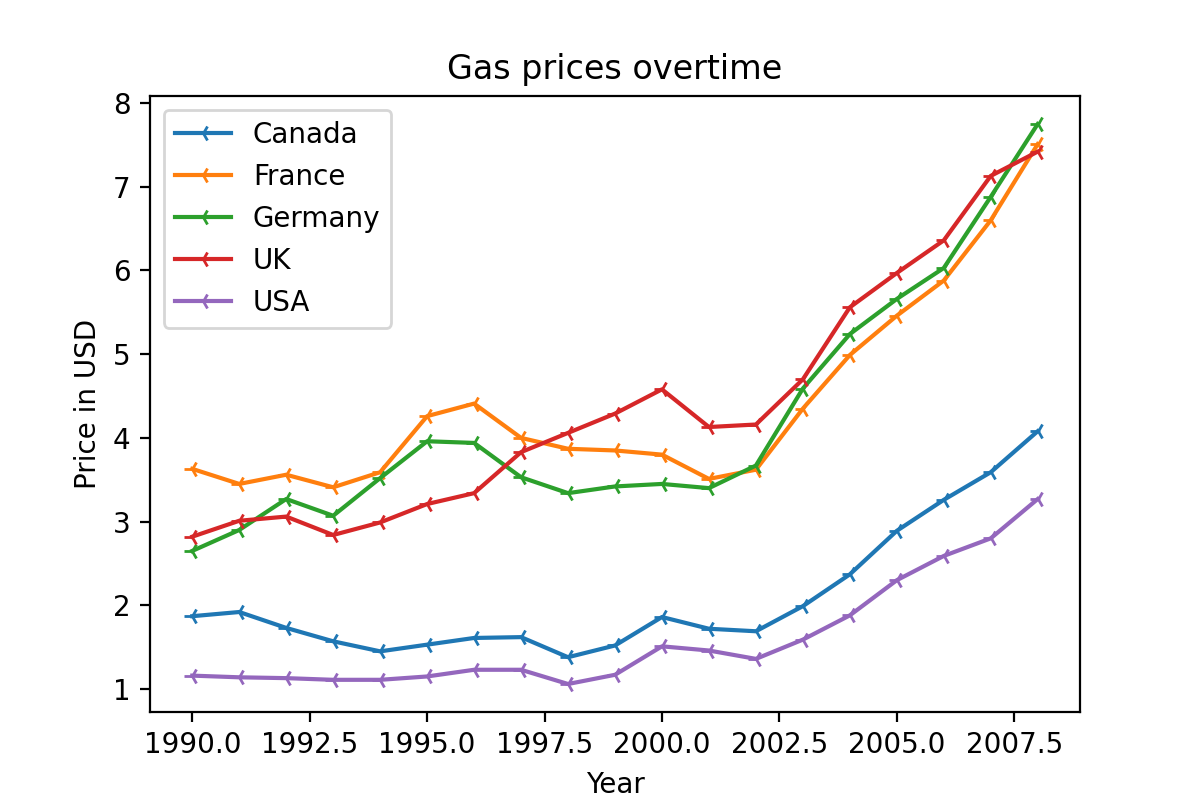 Gas prices overtime
Canada
France
Germany
UK
USA
Price in USD
8
7
6
5
4
3
2
1
1990.0 1992.5 1995.0 1997.5 2000.0 2002.5 2005.0 2007.5
Year